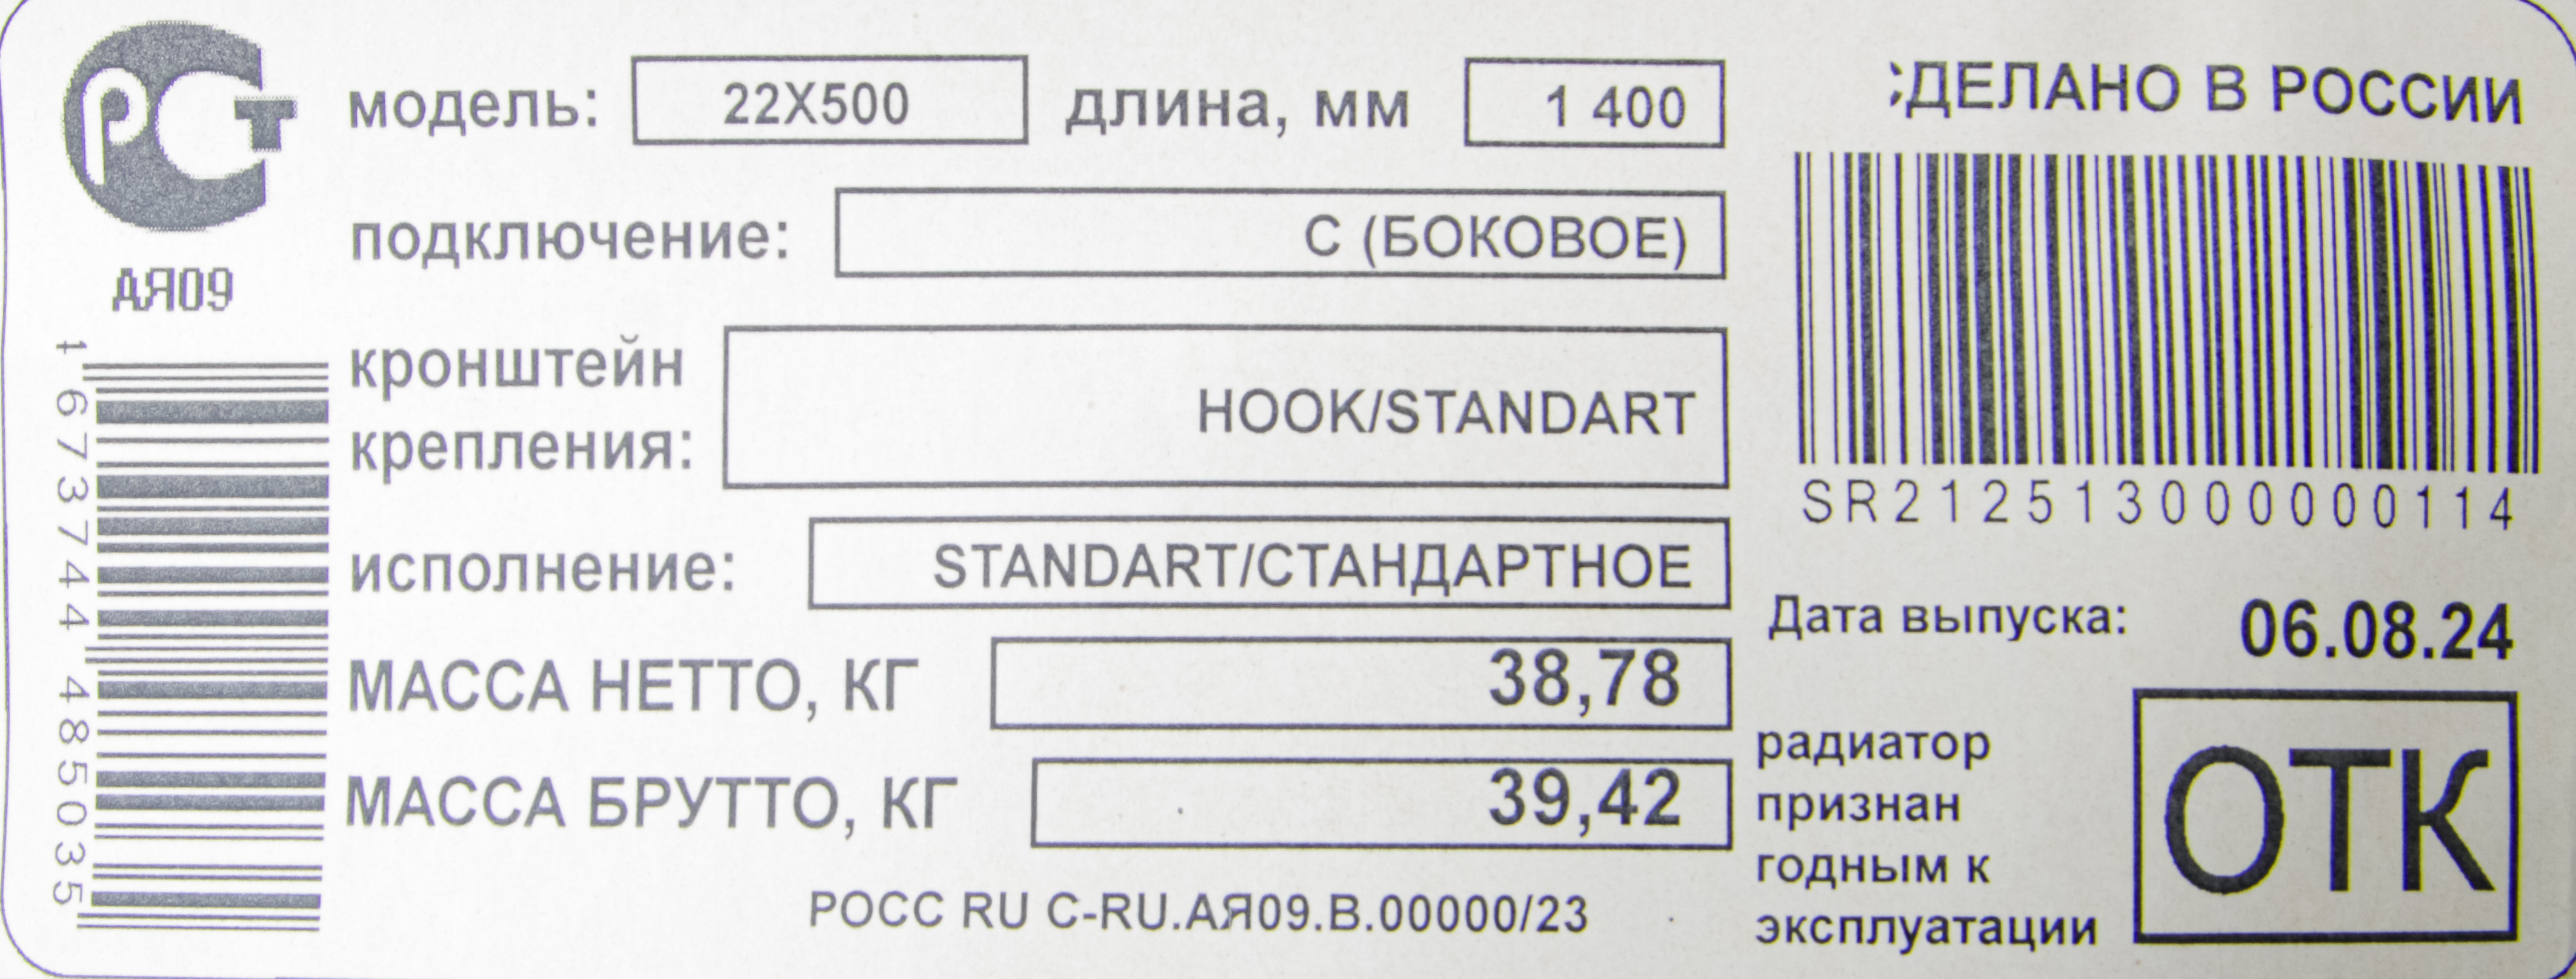 РСТ
АЯ09
модель: 22X500 длина, мм 1 400
подключение: C (БОКОВОЕ)
кронштейн
крепления: HOOK/STANDART
исполнение: STANDART/СТАНДАРТНОЕ
МАССА НЕТТО, КГ 38,78
МАССА БРУТТО, КГ 39,42
РОСС RU C-RU.АЯ09.В.00000/23
1 673744 485035
СДЕЛАНО В РОССИИ
SR2125130000000114
Дата выпуска: 06.08.24
радиатор
признан
годным к
эксплуатации
ОТК